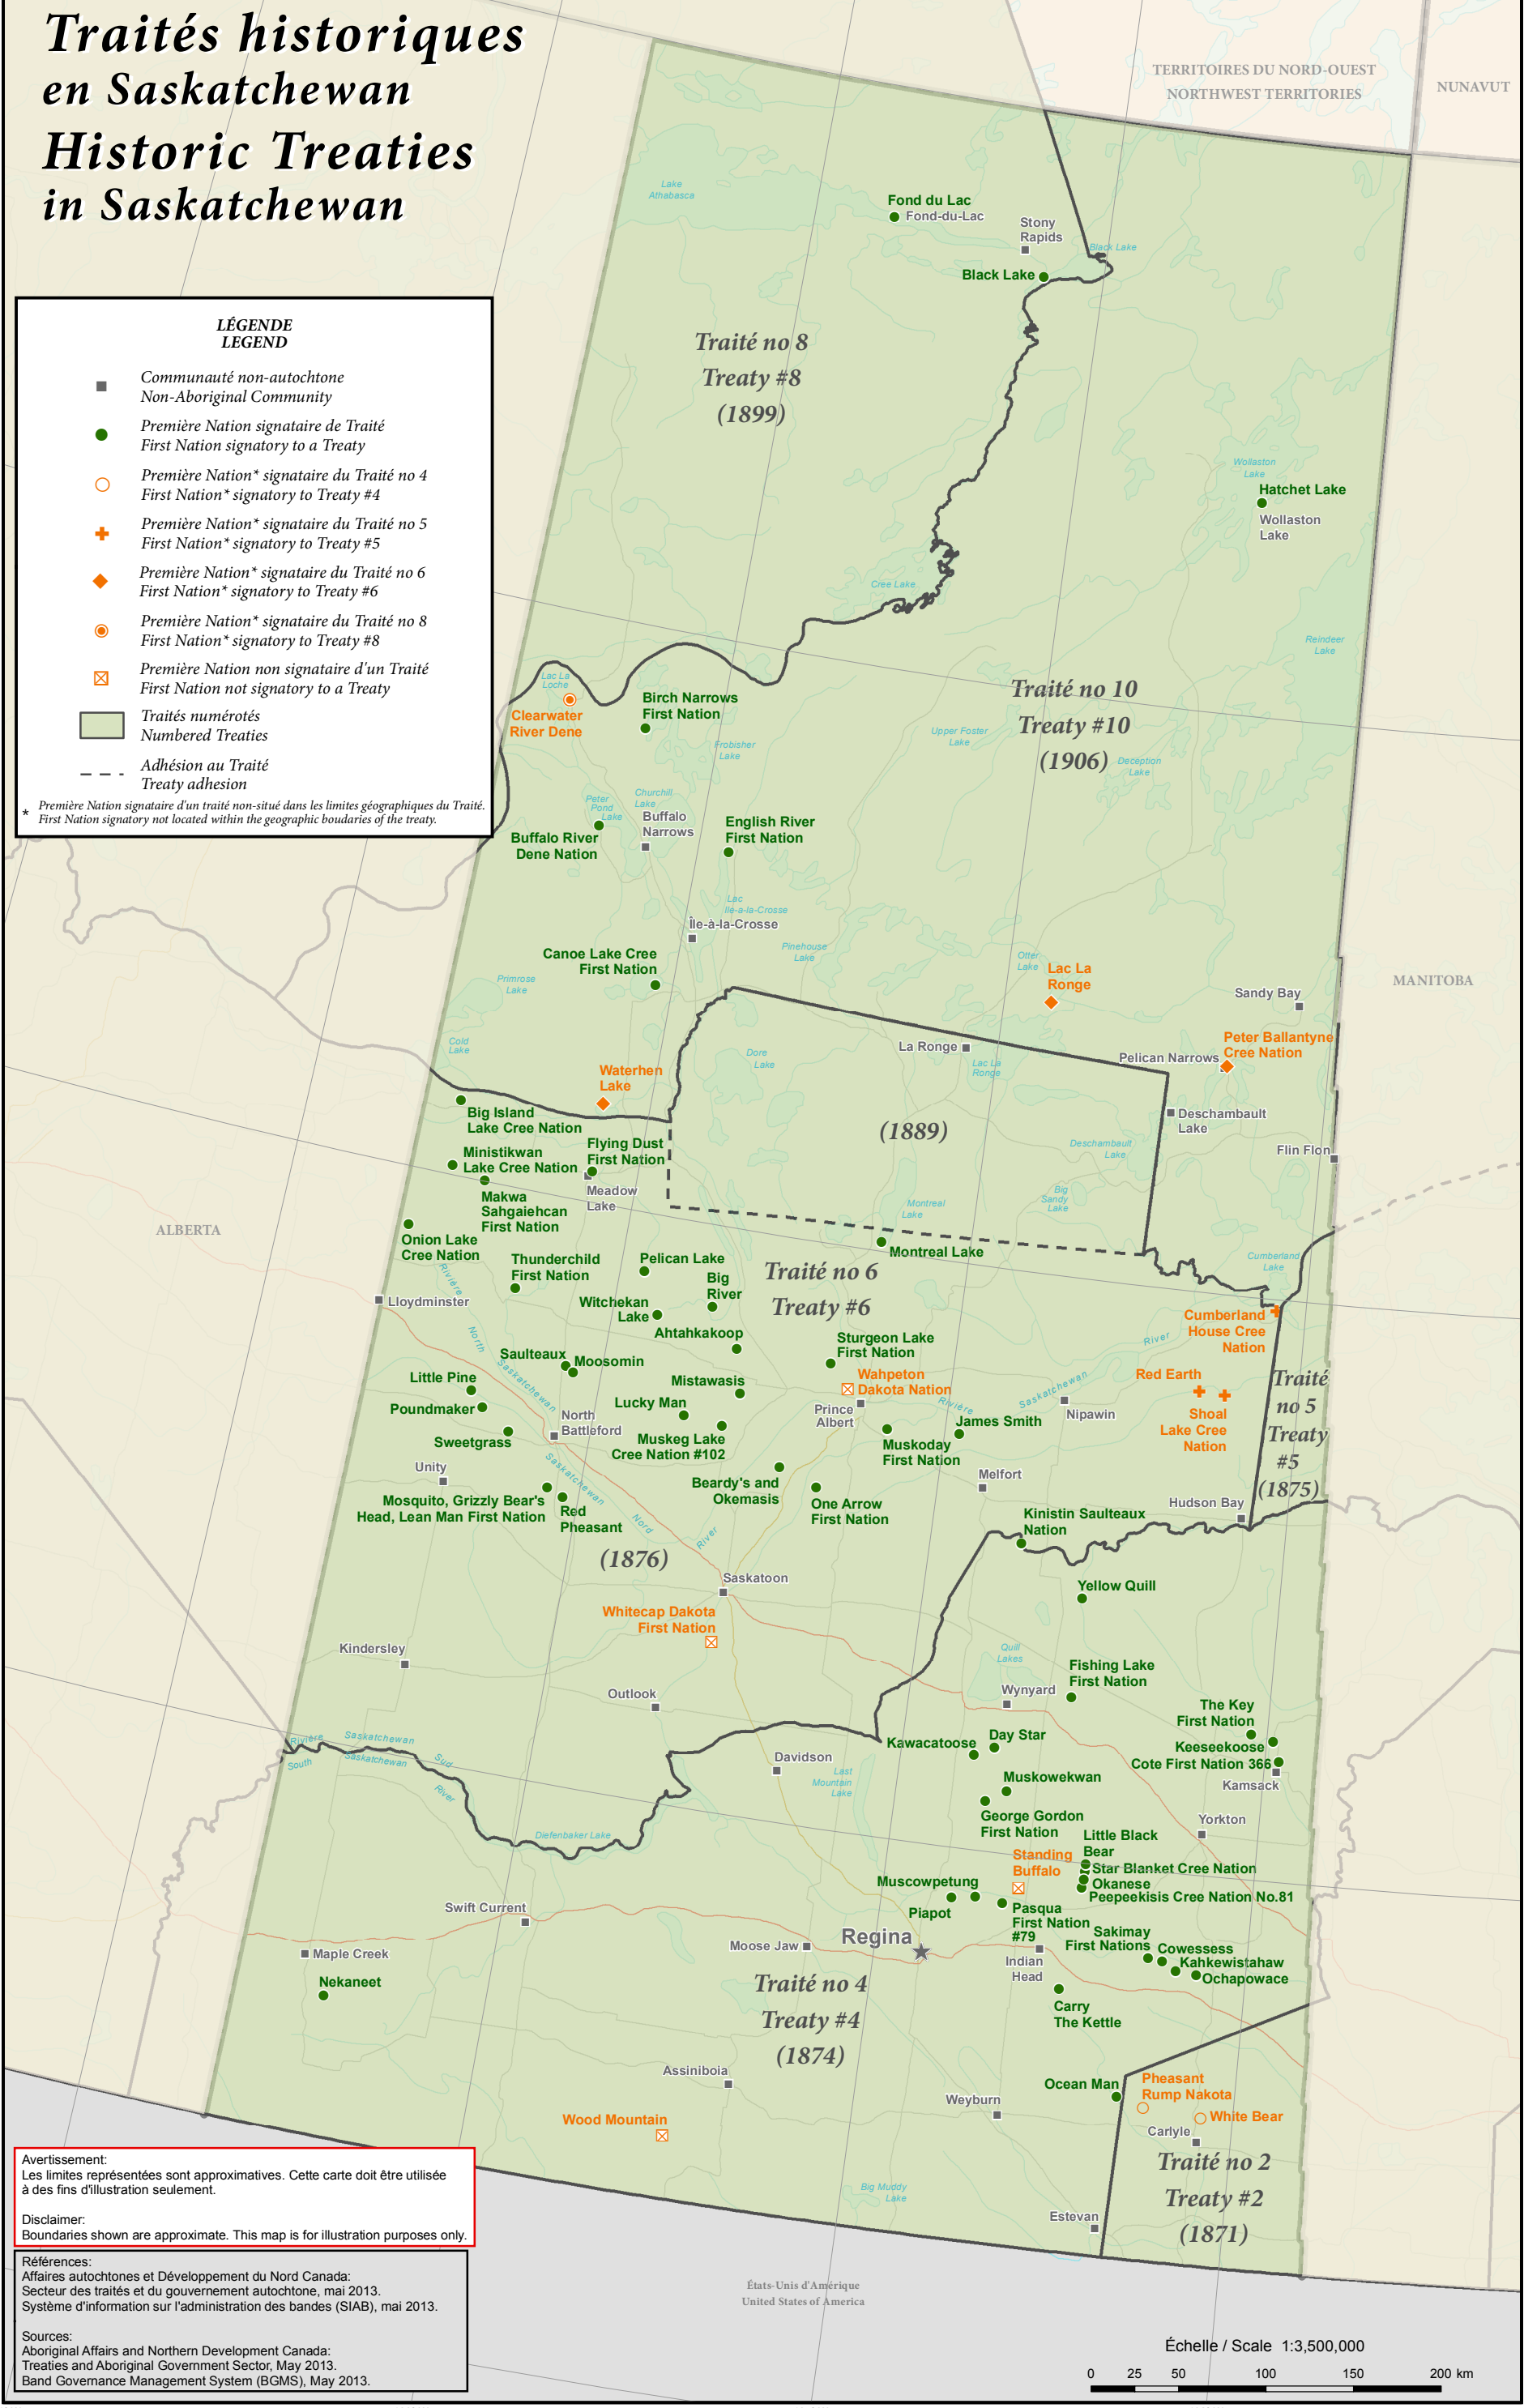 Traités historiques
en Saskatchewan
Historic Treaties
in Saskatchewan
TERRITOIRES DU NORD-OUEST
NORTHWEST TERRITORIES
NUNAVUT
LÉGENDE
LEGEND
Communauté non-autochtone
Non-Aboriginal Community
Première Nation signataire de Traité
First Nation signatory to a Treaty
Première Nation* signataire du Traité no 4
First Nation* signatory to Treaty #4
Première Nation* signataire du Traité no 5
First Nation* signatory to Treaty #5
Première Nation* signataire du Traité no 6
First Nation* signatory to Treaty #6
Première Nation* signataire du Traité no 8
First Nation* signatory to Treaty #8
Première Nation non signataire d'un Traité
First Nation not signatory to a Treaty
Traités numérotés
Numbered Treaties
Adhésion au Traité
Treaty adhesion
* Première Nation signataire d'un traité non-situé dans les limites géographiques du Traité.
First Nation signatory not located within the geographic boudaries of the treaty.
Lake
Athabasca
Fond du Lac
Fond-du-Lac
Stony
Rapids
Black Lake
Black Lake
Traité no 8
Treaty #8
(1899)
Wollaston
Lake
Hatchet Lake
Wollaston
Lake
Cree Lake
Reindeer
Lake
Lac La
Loche
Clearwater
River Dene
Birch Narrows
First Nation
Frobisher
Lake
Traité no 10
Treaty #10
(1906)
Upper Foster
Lake
Deception
Lake
Peter
Pond
Lake
Churchill
Lake
Buffalo
Narrows
Buffalo River
Dene Nation
English River
First Nation
Lac
Ile-a-la-Crosse
Île-à-la-Crosse
Pinehouse
Lake
Canoe Lake Cree
First Nation
Primrose
Lake
Otter
Lake
Lac La
Ronge
Sandy Bay
MANITOBA
Cold
Lake
Dore
Lake
La Ronge
Lac La
Ronge
Peter Ballantyne
Cree Nation
Pelican Narrows
Waterhen
Lake
Big Island
Lake Cree Nation
Deschambault
Lake
(1889)
Deschambault
Lake
Flin Flon
Ministikwan
Lake Cree Nation
Flying Dust
First Nation
Meadow
Lake
Makwa
Sahgaiehcan
First Nation
Big
Sandy
Lake
Montreal
Lake
Montreal Lake
ALBERTA
Onion Lake
Cree Nation
Cumberland
Lake
Thunderchild
First Nation
Pelican Lake
Big
River
Traité no 6
Treaty #6
Rivière
Lloydminster
Witchekan
Lake
Ahtahkakoop
Cumberland
House Cree
Nation
North
Saskatchewan
Sturgeon Lake
First Nation
River
Saulteaux
Moosomin
Little Pine
Mistawasis
Wahpeton
Dakota Nation
Red Earth
Traité
no 5
Treaty
#5
(1875)
Poundmaker
Lucky Man
Prince
Albert
Rivière
Saskatchewan
Nipawin
Shoal
Lake Cree
Nation
Sweetgrass
North
Battleford
Muskeg Lake
Cree Nation #102
Muskoday
First Nation
James Smith
Unity
Saskatchewan
Beardy's and
Okemasis
Melfort
Mosquito, Grizzly Bear's
Head, Lean Man First Nation
Red
Pheasant
Nord
River
One Arrow
First Nation
Hudson Bay
Kinistin Saulteaux
Nation
(1876)
Saskatoon
Yellow Quill
Whitecap Dakota
First Nation
Kindersley
Quill
Lakes
Fishing Lake
First Nation
Outlook
Wynyard
The Key
First Nation
Rivière
Saskatchewan
South
Saskatchewan
Sud
River
Kawacatoose
Day Star
Keeseekoose
Cote First Nation 366
Kamsack
Davidson
Last
Mountain
Lake
Muskowekwan
George Gordon
First Nation
Yorkton
Diefenbaker Lake
Little Black
Bear
Standing
Buffalo
Star Blanket Cree Nation
Okanese
Peepeekisis Cree Nation No.81
Muscowpetung
Piapot
Pasqua
First Nation
#79
Swift Current
Regina
Moose Jaw
Maple Creek
Indian
Head
Sakimay
First Nations
Cowessess
Kahkewistahaw
Ochapowace
Nekaneet
Traité no 4
Treaty #4
(1874)
Carry
The Kettle
Assiniboia
Ocean Man
Pheasant
Rump Nakota
White Bear
Weyburn
Wood Mountain
Carlyle
Traité no 2
Treaty #2
(1871)
Big Muddy
Lake
Estevan
Avertissement:
Les limites représentées sont approximatives. Cette carte doit être utilisée
à des fins d'illustration seulement.
Disclaimer:
Boundaries shown are approximate. This map is for illustration purposes only.
Références:
Affaires autochtones et Développement du Nord Canada:
Secteur des traités et du gouvernement autochtone, mai 2013.
Système d'information sur l'administration des bandes (SIAB), mai 2013.
Sources:
Aboriginal Affairs and Northern Development Canada:
Treaties and Aboriginal Government Sector, May 2013.
Band Governance Management System (BGMS), May 2013.
États-Unis d'Amérique
United States of America
Échelle / Scale 1:3,500,000
0 25 50 100 150 200 km